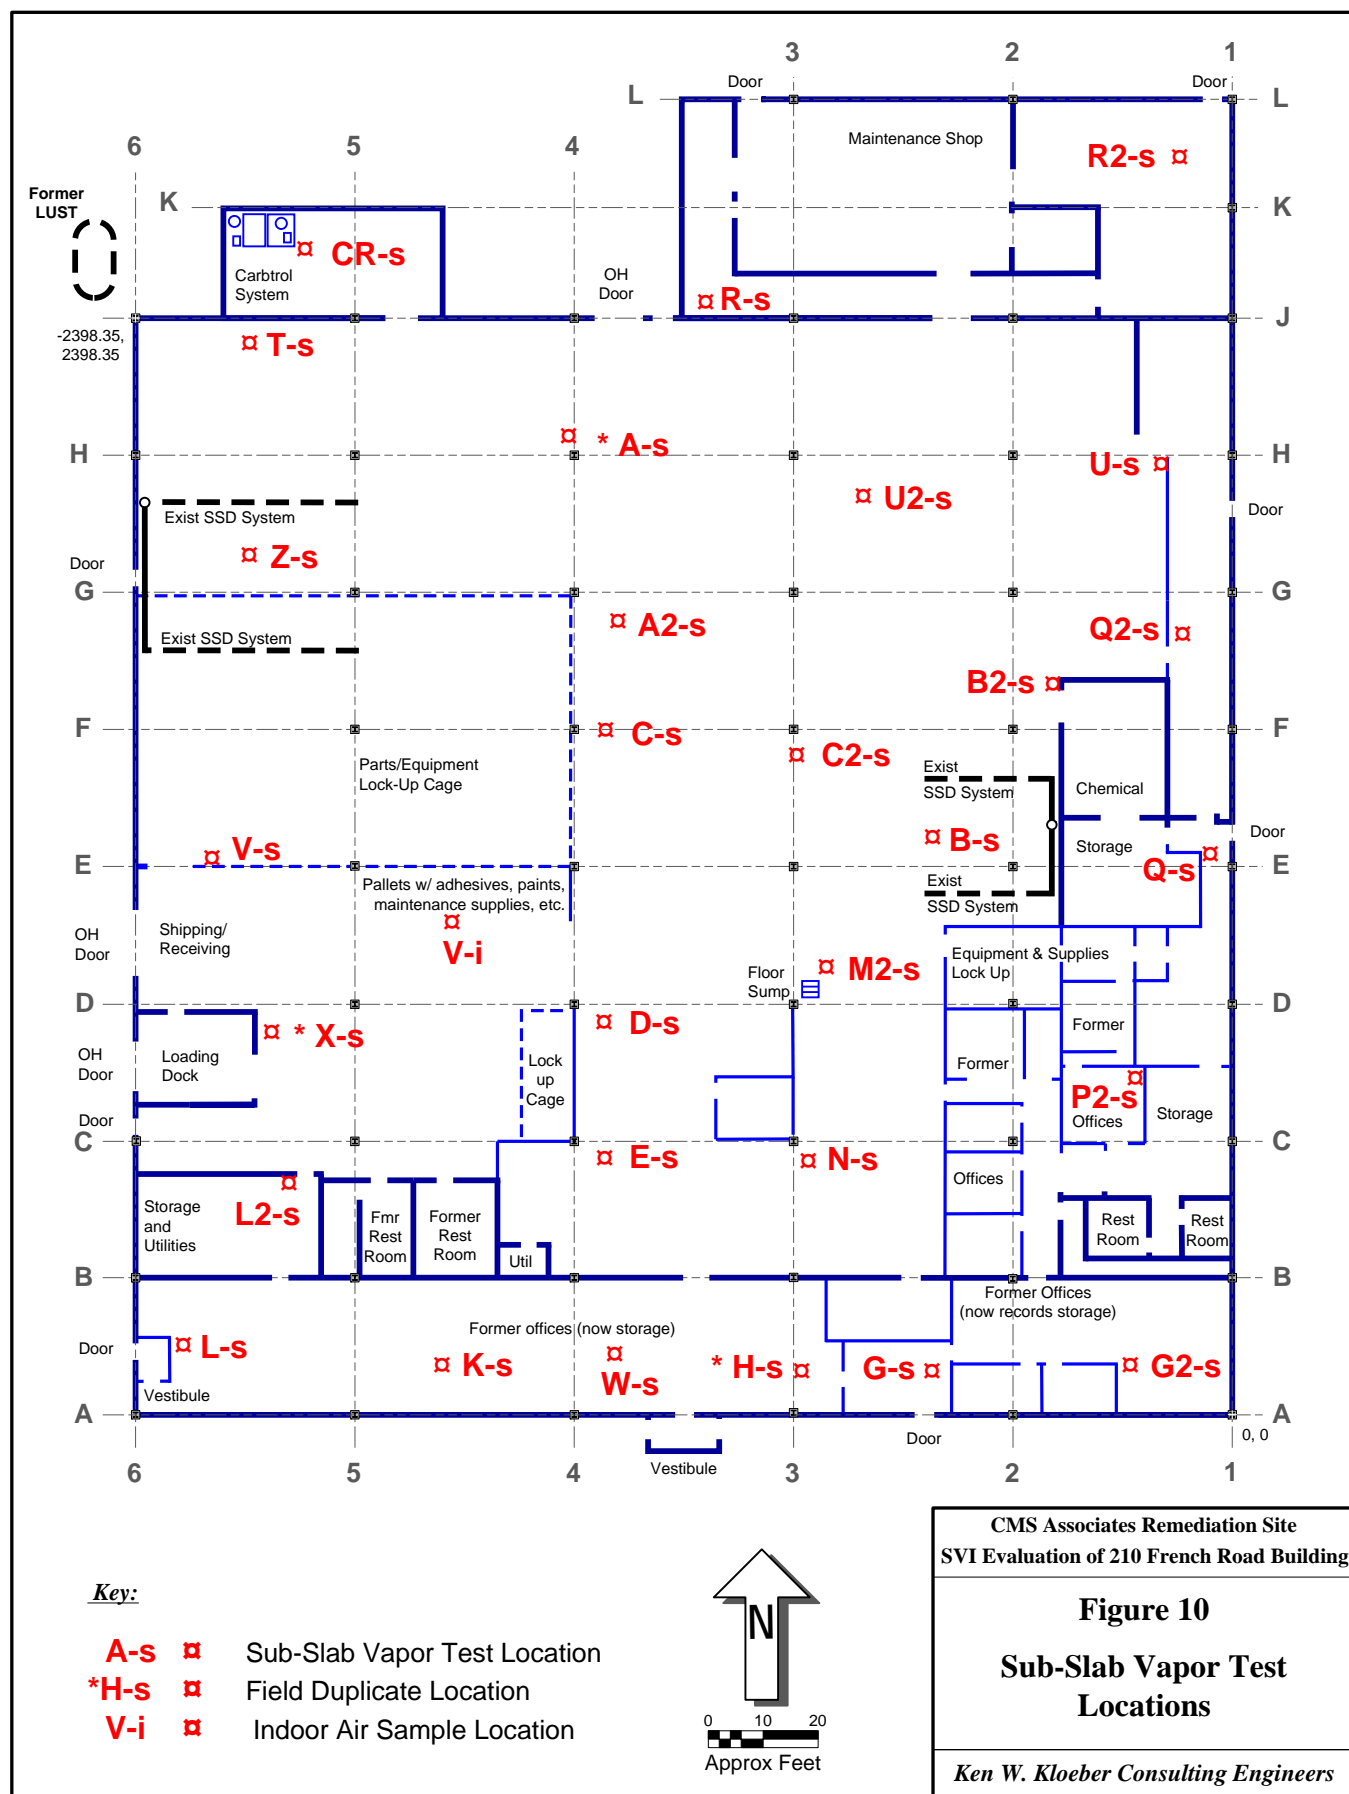 3
2
1
Door
Door
L
L
Maintenance Shop
R2-s
6
5
4
Former
LUST
K
K
CR-s
Carbtrol
System
OH
Door
R-s
J
-2398.35,
2398.35
T-s
H
* A-s
H
U-s
U2-s
Exist SSD System
Door
Z-s
Door
G
G
A2-s
Q2-s
Exist SSD System
B2-s
F
C-s
F
C2-s
Parts/Equipment
Lock-Up Cage
Exist
SSD System
Chemical
Door
B-s
Storage
V-s
E
Q-s
E
Pallets w/ adhesives, paints,
maintenance supplies, etc.
Exist
SSD System
Shipping/
Receiving
V-i
OH
Door
Equipment & Supplies
Lock Up
Floor
Sump
M2-s
D
D
* X-s
D-s
Former
OH
Door
Loading
Dock
Lock
up
Cage
Former
P2-s
Storage
Door
Offices
C
C
E-s
N-s
Offices
L2-s
Storage
and
Utilities
Fmr
Rest
Room
Former
Rest
Room
Util
Rest
Room
Rest
Room
B
B
Former Offices
(now records storage)
Former offices (now storage)
Door
L-s
K-s
W-s
* H-s
G-s
G2-s
Vestibule
A
A
Door
0, 0
6
5
4
Vestibule
3
2
1
CMS Associates Remediation Site
SVI Evaluation of 210 French Road Building
Figure 10
Sub-Slab Vapor Test
Locations
Ken W. Kloeber Consulting Engineers
Key:
A-s Sub-Slab Vapor Test Location
*H-s Field Duplicate Location
V-i Indoor Air Sample Location
N
0 10 20
Approx Feet